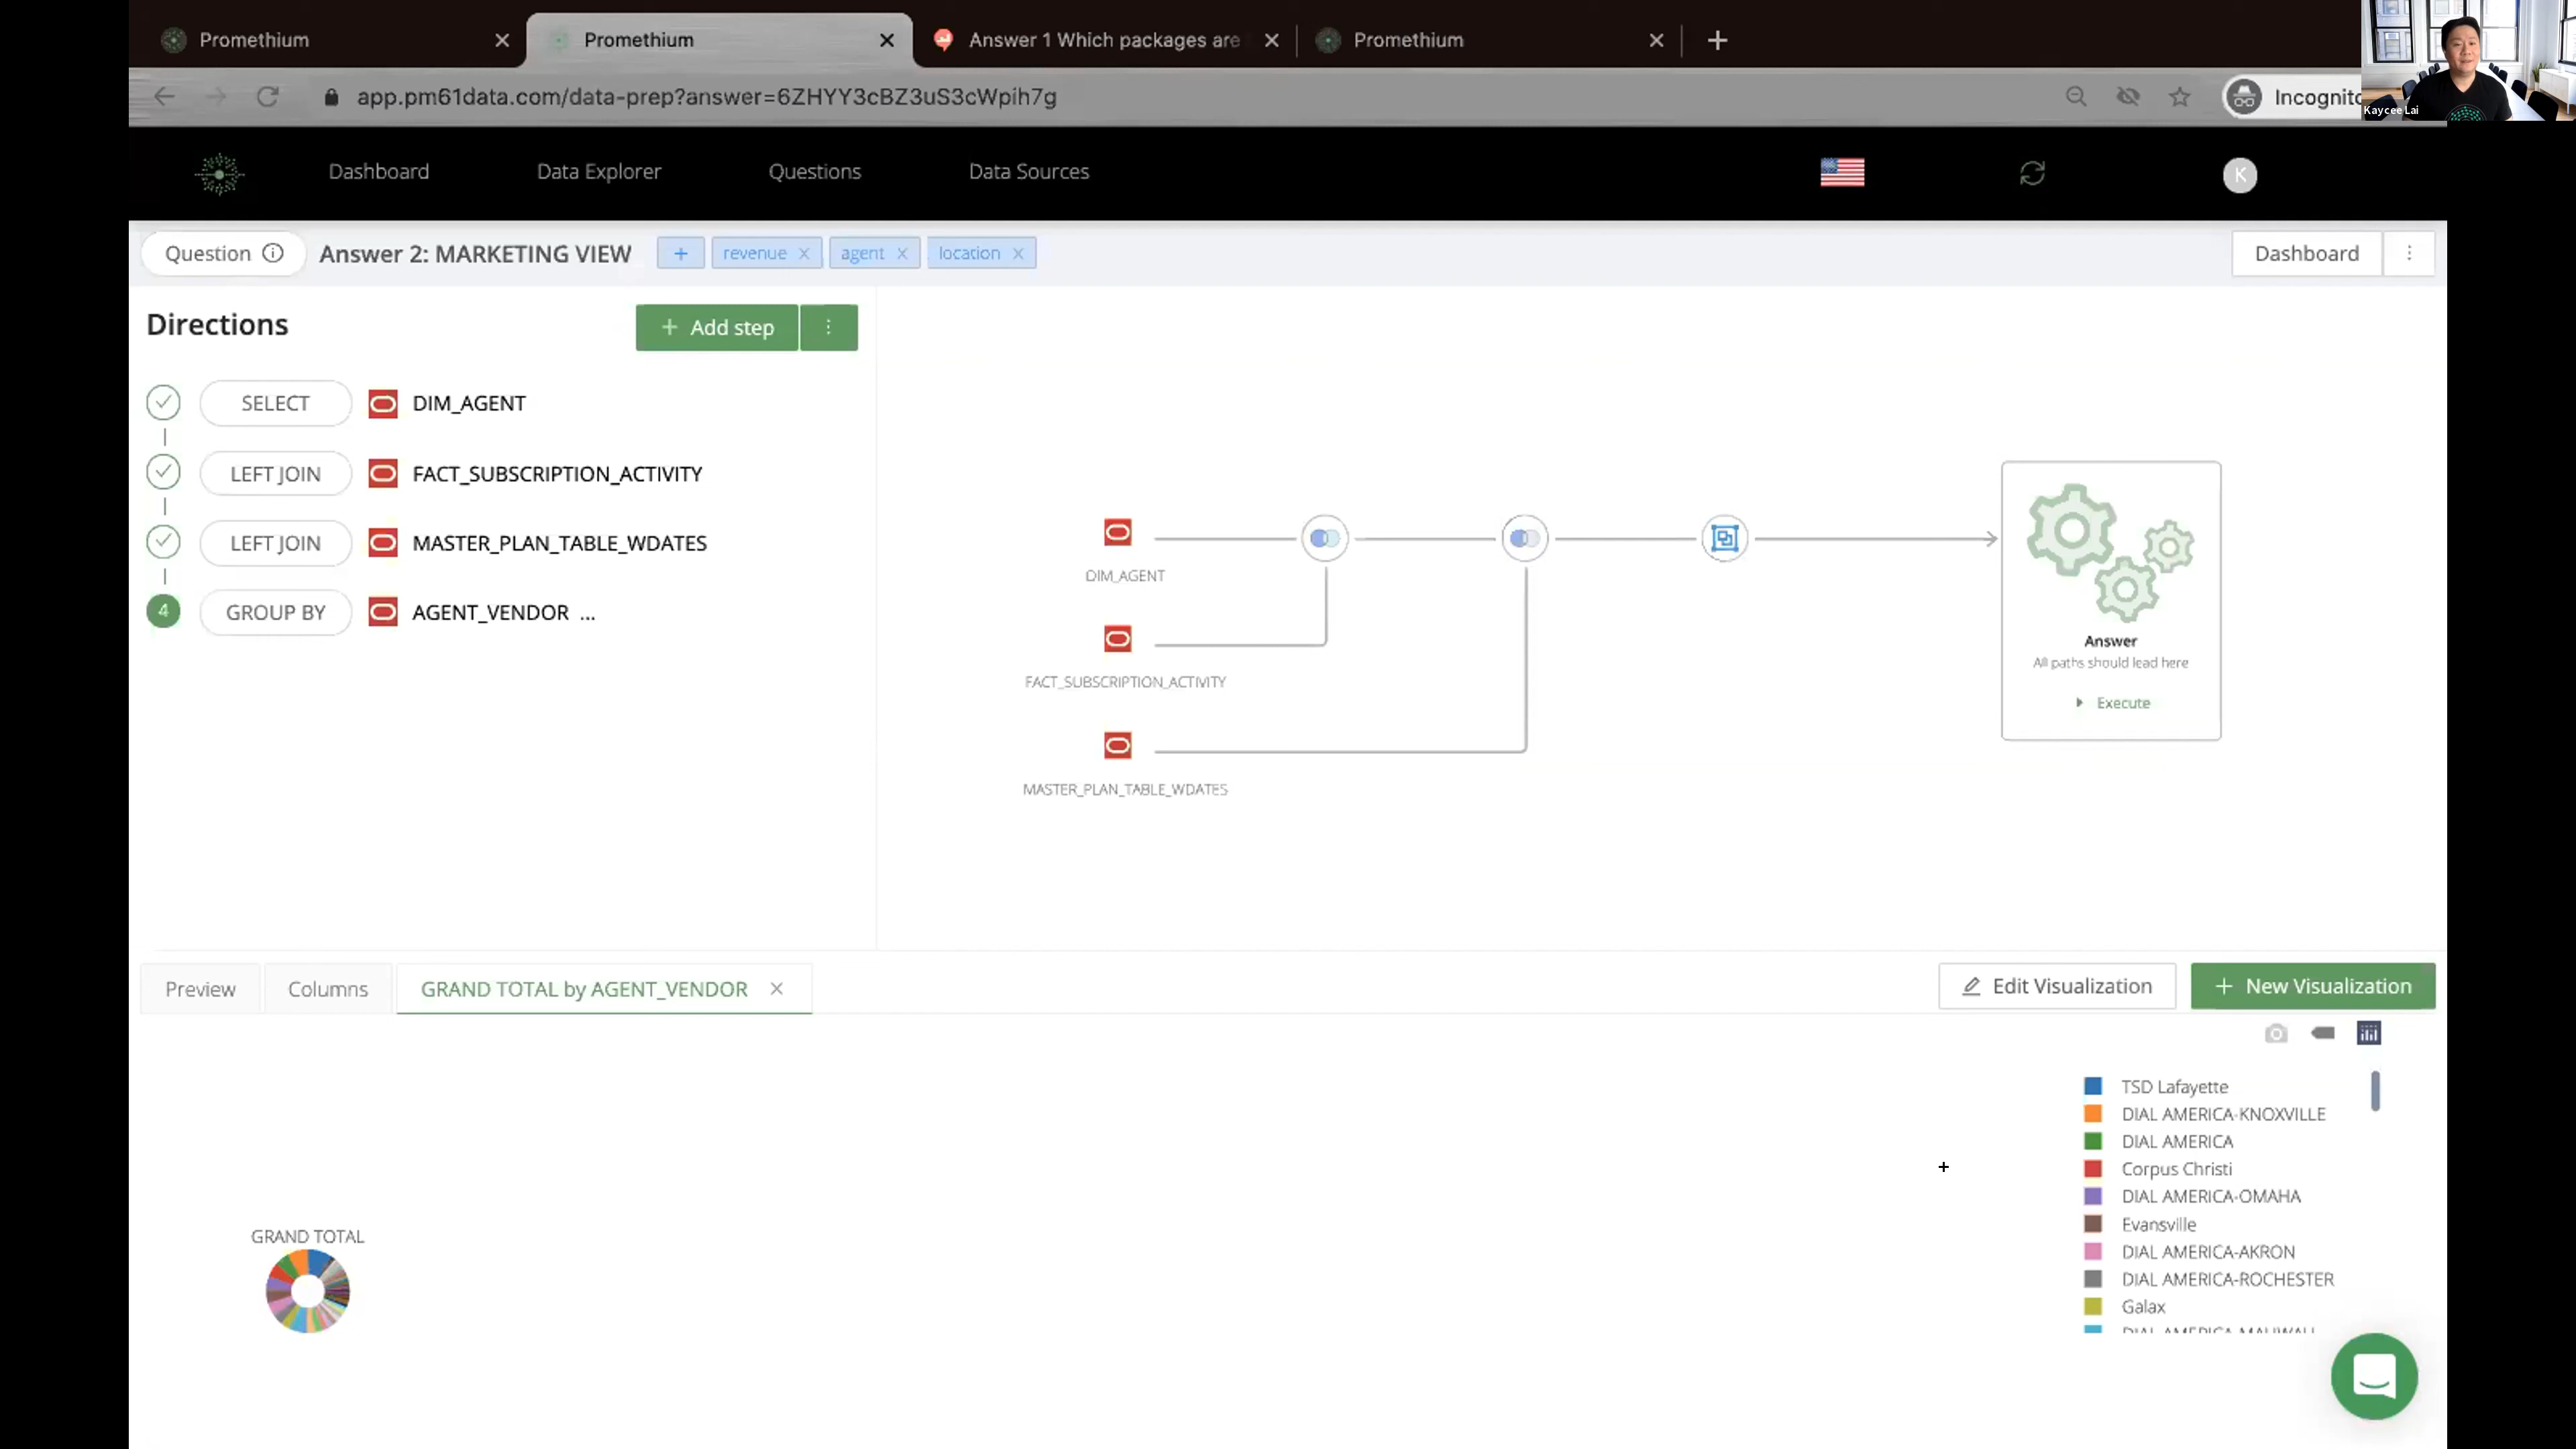 Promethium
Promethium
Answer 1 Which packages are
Promethium
app.pm61data.com/data-prep?answer=6ZHYY3cBZ3uS3cWpih7g
Incognito
Kaycee Lai
Dashboard
Data Explorer
Questions
Data Sources
K
Question
Answer 2: MARKETING VIEW
+
revenue
agent
location
Dashboard
Directions
+ Add step
SELECT DIM_AGENT
LEFT JOIN FACT_SUBSCRIPTION_ACTIVITY
LEFT JOIN MASTER_PLAN_TABLE_WDATES
4 GROUP BY AGENT_VENDOR ...
DIM_AGENT
FACT_SUBSCRIPTION_ACTIVITY
MASTER_PLAN_TABLE_WDATES
Answer
All paths should lead here
Execute
Preview
Columns
GRAND TOTAL by AGENT_VENDOR
Edit Visualization
+ New Visualization
GRAND TOTAL
TSD Lafayette
DIAL AMERICA-KNOXVILLE
DIAL AMERICA
Corpus Christi
DIAL AMERICA-OMAHA
Evansville
DIAL AMERICA-AKRON
DIAL AMERICA-ROCHESTER
Galax
DIAL